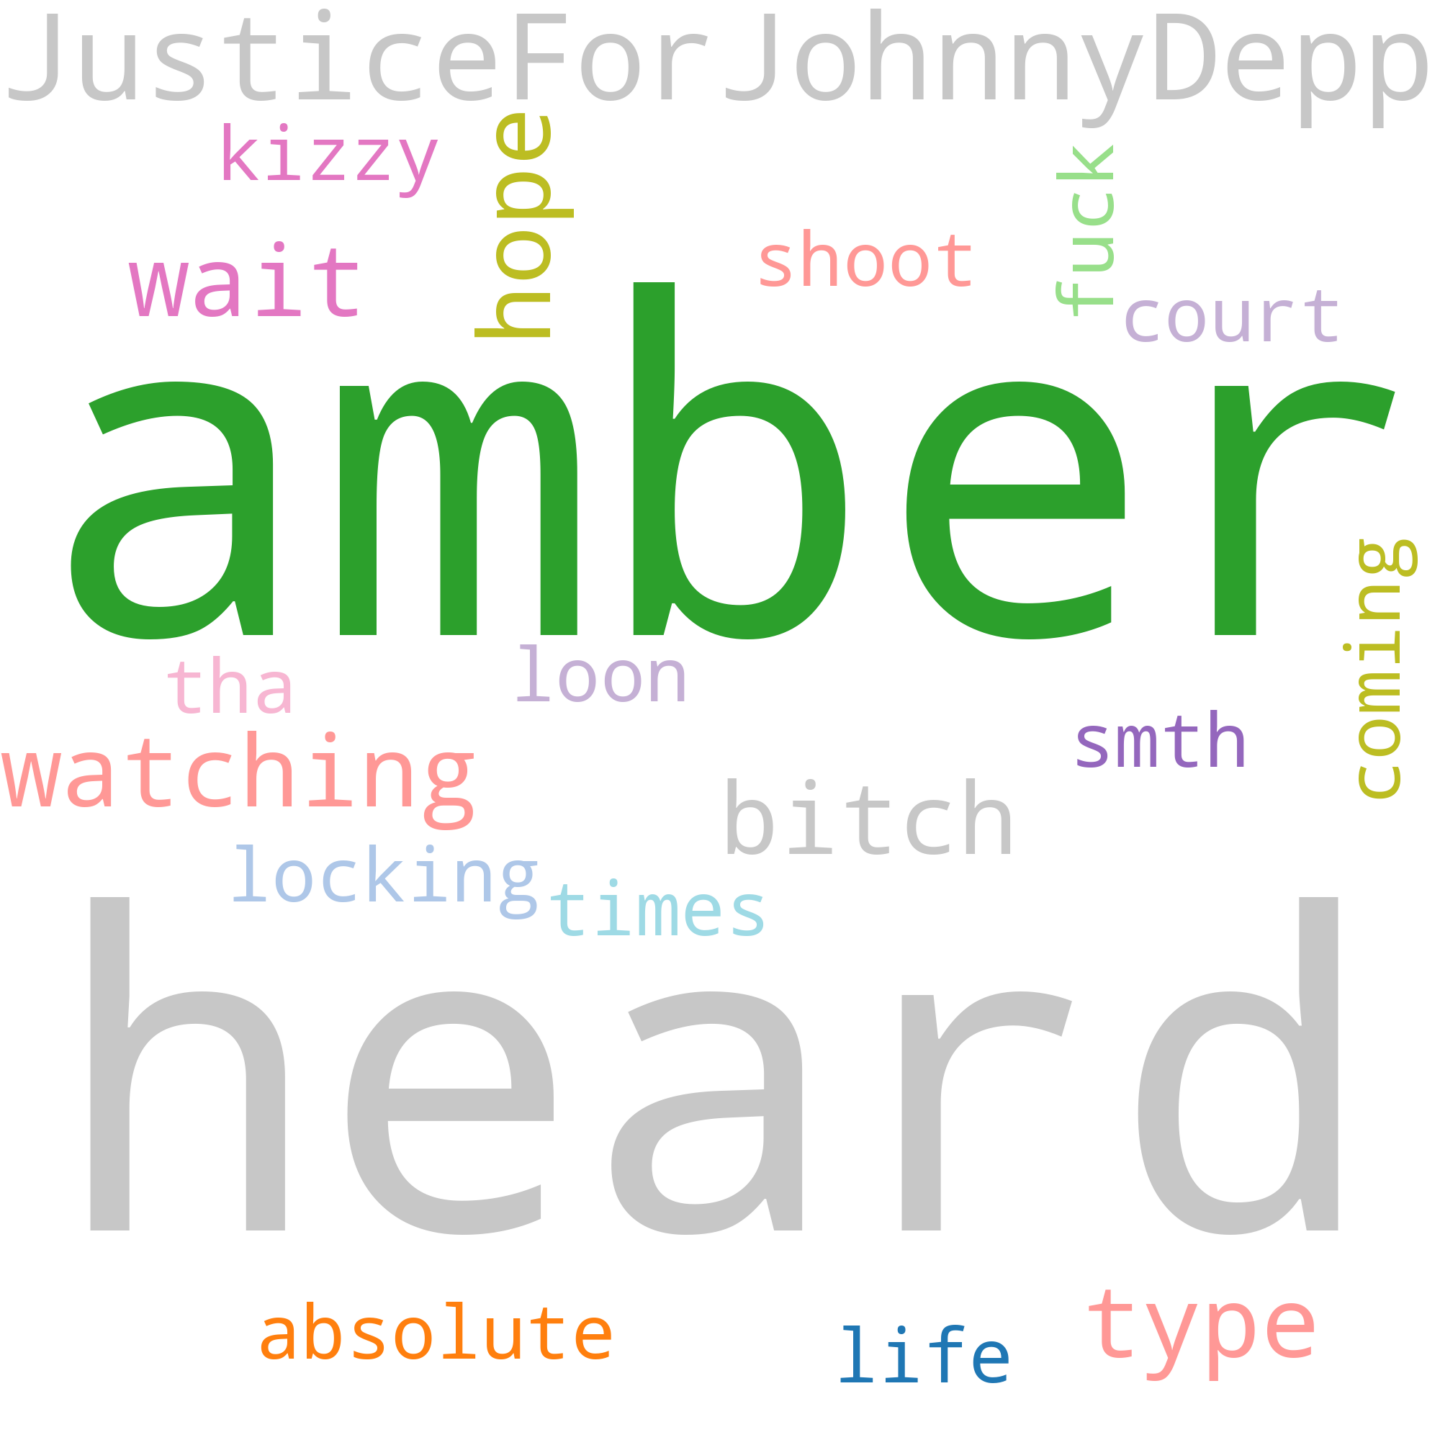 JusticeForJohnnyDepp
kizzy
hope
fuck
wait
shoot
court
amber
coming
tha
loon
smth
watching
bitch
locking
times
heard
absolute
life
type